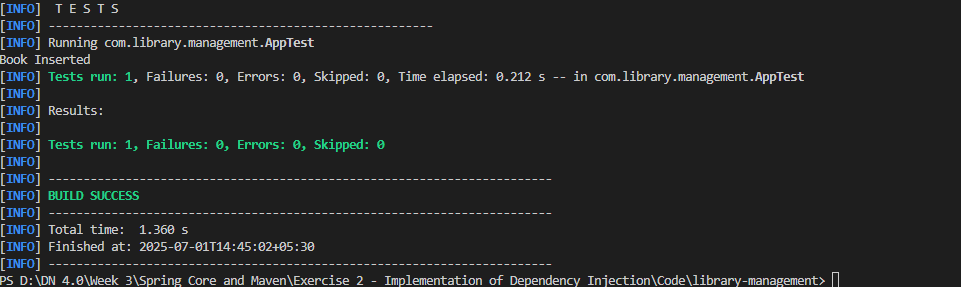 [INFO]  T E S T S
[INFO] -------------------------------------------------------
[INFO] Running com.library.management.AppTest
Book Inserted
[INFO] Tests run: 1, Failures: 0, Errors: 0, Skipped: 0, Time elapsed: 0.212 s -- in com.library.management.AppTest
[INFO]
[INFO] Results:
[INFO]
[INFO] Tests run: 1, Failures: 0, Errors: 0, Skipped: 0
[INFO]
[INFO] ------------------------------------------------------------------------
[INFO] BUILD SUCCESS
[INFO] ------------------------------------------------------------------------
[INFO] Total time:  1.360 s
[INFO] Finished at: 2025-07-01T14:45:02+05:30
[INFO] ------------------------------------------------------------------------
PS D:\DN 4.0\Week 3\Spring Core and Maven\Exercise 2 - Implementation of Dependency Injection\Code\library-management>